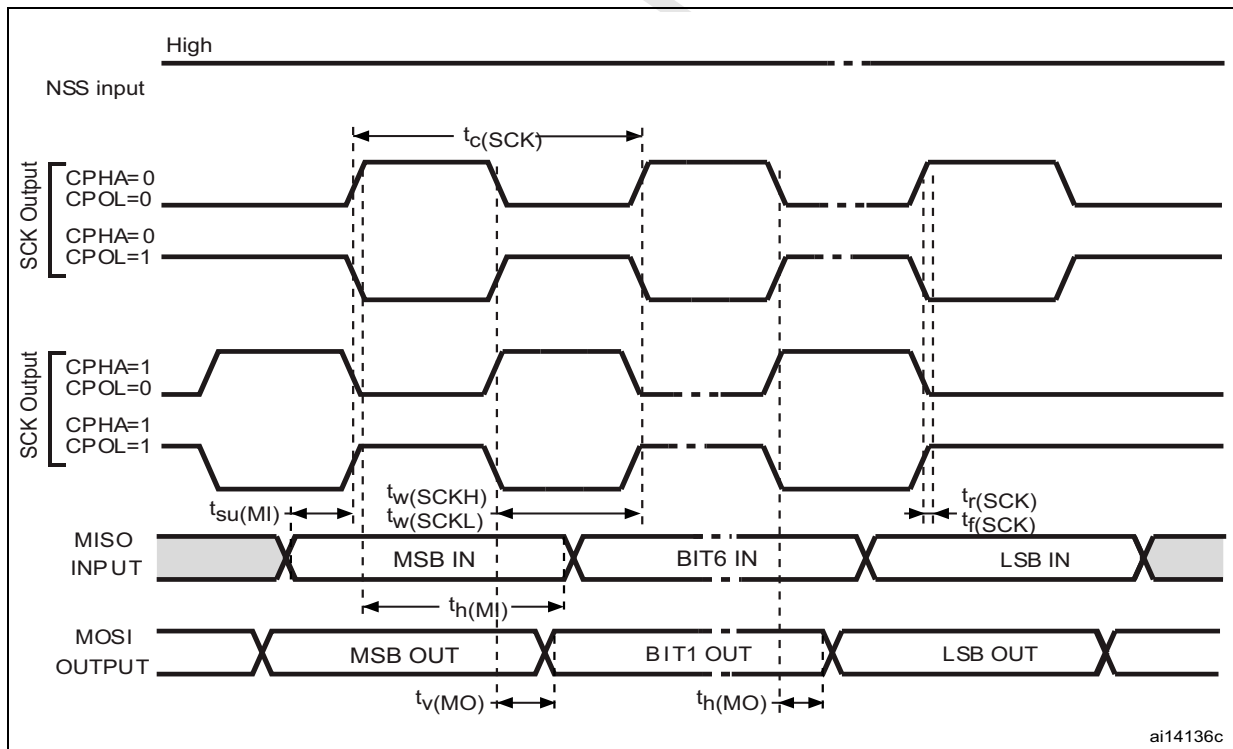 High
NSS input
tc(SCK)
SCK Output
CPHA=0
CPOL=0
CPHA=0
CPOL=1
SCK Output
CPHA=1
CPOL=0
CPHA=1
CPOL=1
tsu(MI)
tw(SCKH)
tw(SCKL)
tr(SCK)
tf(SCK)
MISO
INPUT
MSB IN
BIT6 IN
LSB IN
th(MI)
MOSI
OUTPUT
MSB OUT
BIT1 OUT
LSB OUT
tv(MO)
th(MO)
ai14136c